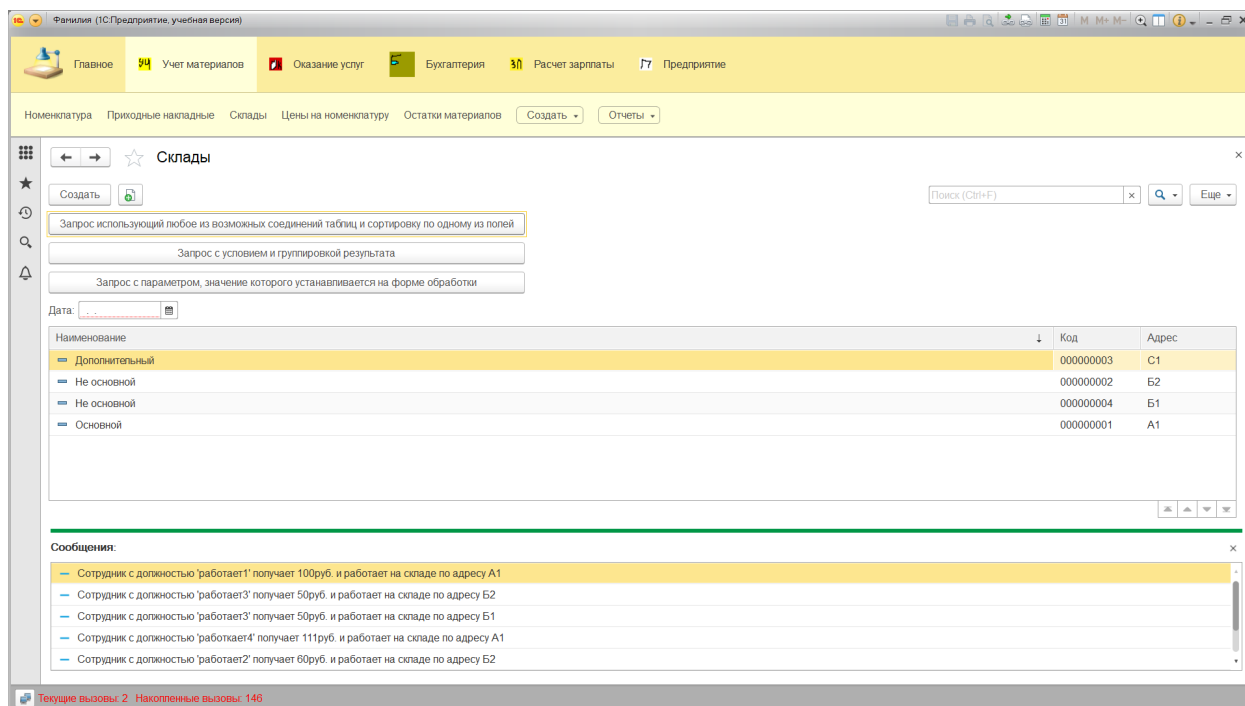 Фамилия (1С:Предприятие, учебная версия)
M M+ M-
Главное Учет материалов Оказание услуг Бухгалтерия Расчет зарплаты Предприятие
Номенклатура Приходные накладные Склады Цены на номенклатуру Остатки материалов Создать Отчеты
Склады
Создать Поиск (Ctrl+F) Еще
Запрос использующий любое из возможных соединений таблиц и сортировку по одному из полей
Запрос с условием и группировкой результата
Запрос с параметром, значение которого устанавливается на форме обработки
Дата: . .
Наименование Код Адрес
Дополнительный 000000003 С1
Не основной 000000002 Б2
Не основной 000000004 Б1
Основной 000000001 А1
Сообщения:
Сотрудник с должностью 'работает1' получает 100руб. и работает на складе по адресу А1
Сотрудник с должностью 'работает3' получает 50руб. и работает на складе по адресу Б2
Сотрудник с должностью 'работает3' получает 50руб. и работает на складе по адресу Б1
Сотрудник с должностью 'работкает4' получает 111руб. и работает на складе по адресу А1
Сотрудник с должностью 'работает2' получает 60руб. и работает на складе по адресу Б2
Текущие вызовы: 2 Накопленные вызовы: 146